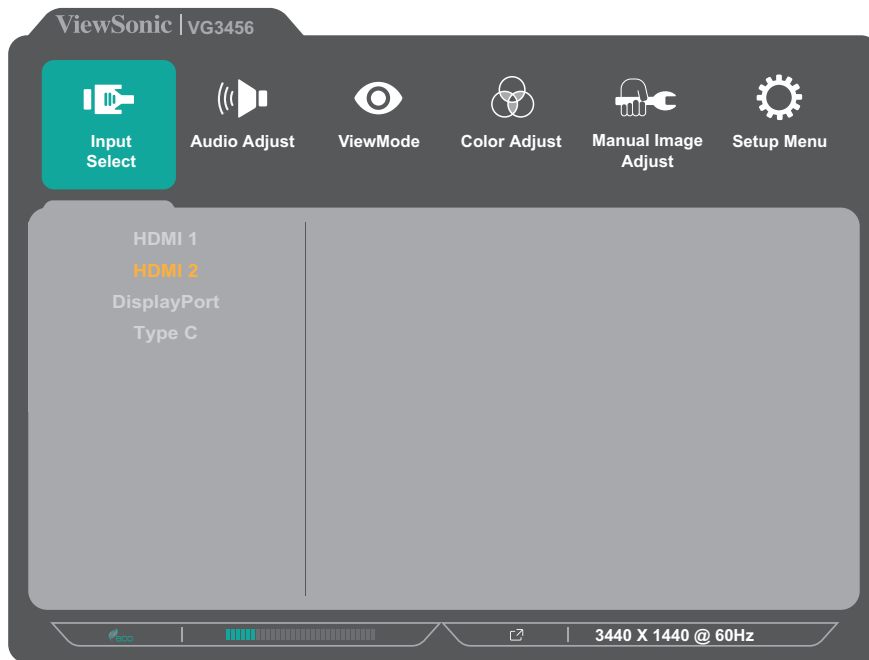 ViewSonic | VG3456
Input
Select
Audio Adjust
ViewMode
Color Adjust
Manual Image
Adjust
Setup Menu
HDMI 1
HDMI 2
DisplayPort
Type C
eco
3440 X 1440 @ 60Hz